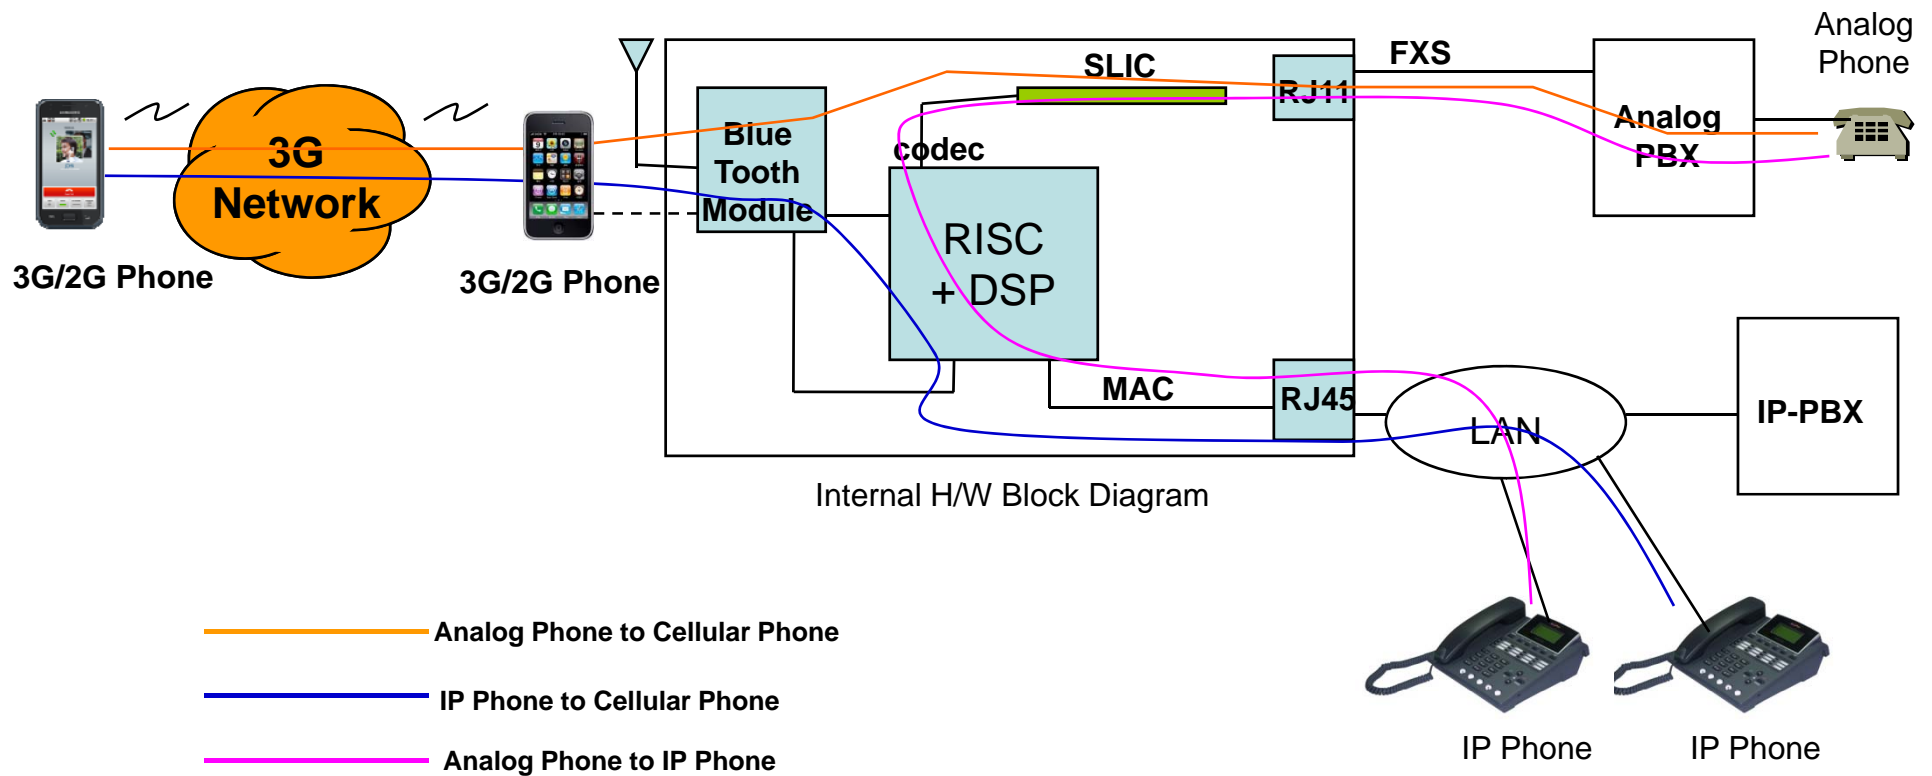 Analog
Phone
SLIC
FXS
RJ11
Analog
PBX
Blue
Tooth
Module
codec
3G
Network
RISC
+ DSP
3G/2G Phone
3G/2G Phone
MAC
RJ45
LAN
IP-PBX
Internal H/W Block Diagram
Analog Phone to Cellular Phone
IP Phone to Cellular Phone
Analog Phone to IP Phone
IP Phone
IP Phone